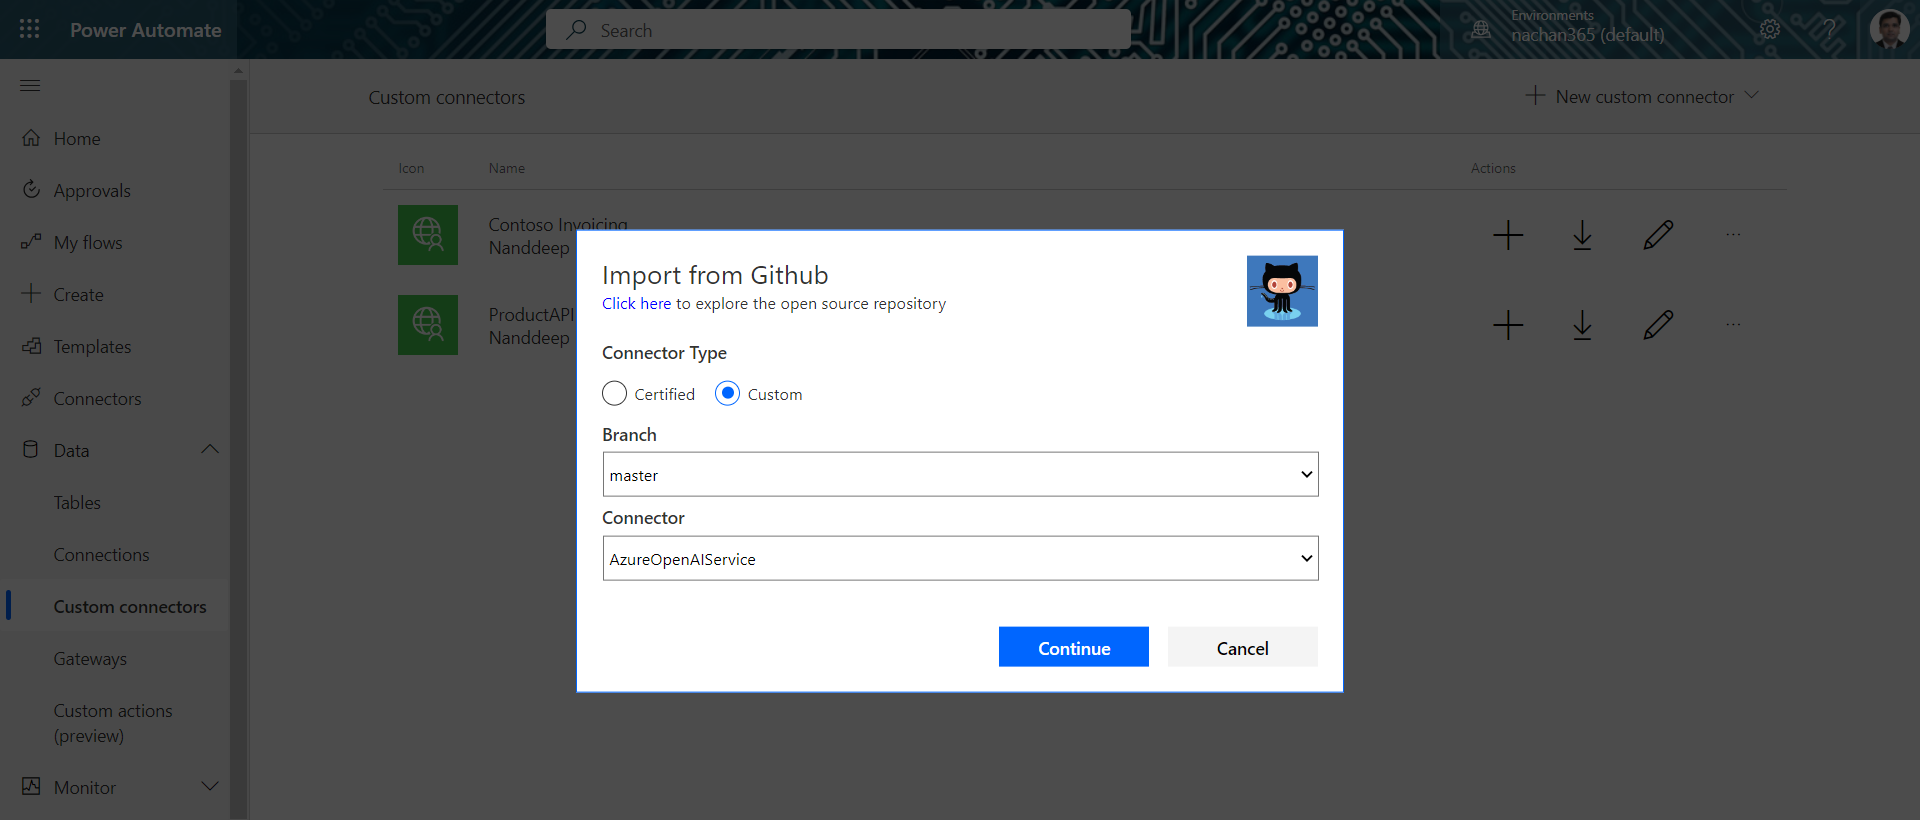 Power Automate
Search
Environments
nachan365 (default)
Custom connectors
New custom connector
Home
Approvals
My flows
Create
Templates
Connectors
Data
Tables
Connections
Custom connectors
Gateways
Custom actions
(preview)
Monitor
Icon
Name
Actions
Contoso Invoicing
Nanddeep
ProductAPI
Nanddeep
Import from Github
Click here to explore the open source repository
Connector Type
Certified
Custom
Branch
master
Connector
AzureOpenAIService
Continue
Cancel